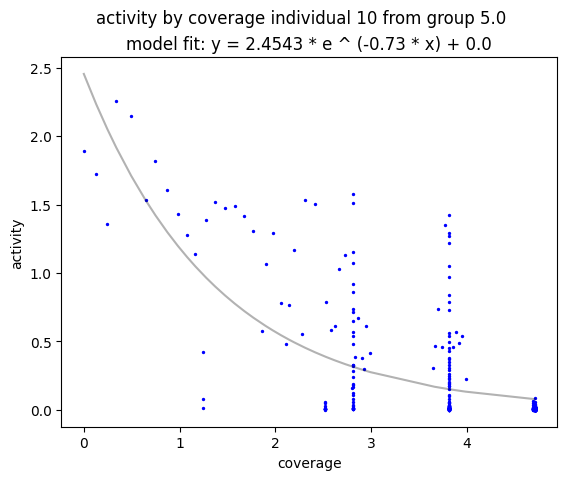 activity by coverage individual 10 from group 5.0
model fit: y = 2.4543 * e ^ (-0.73 * x) + 0.0
2.5
2.0
1.5
1.0
0.5
0.0
activity
0 1 2 3 4
coverage